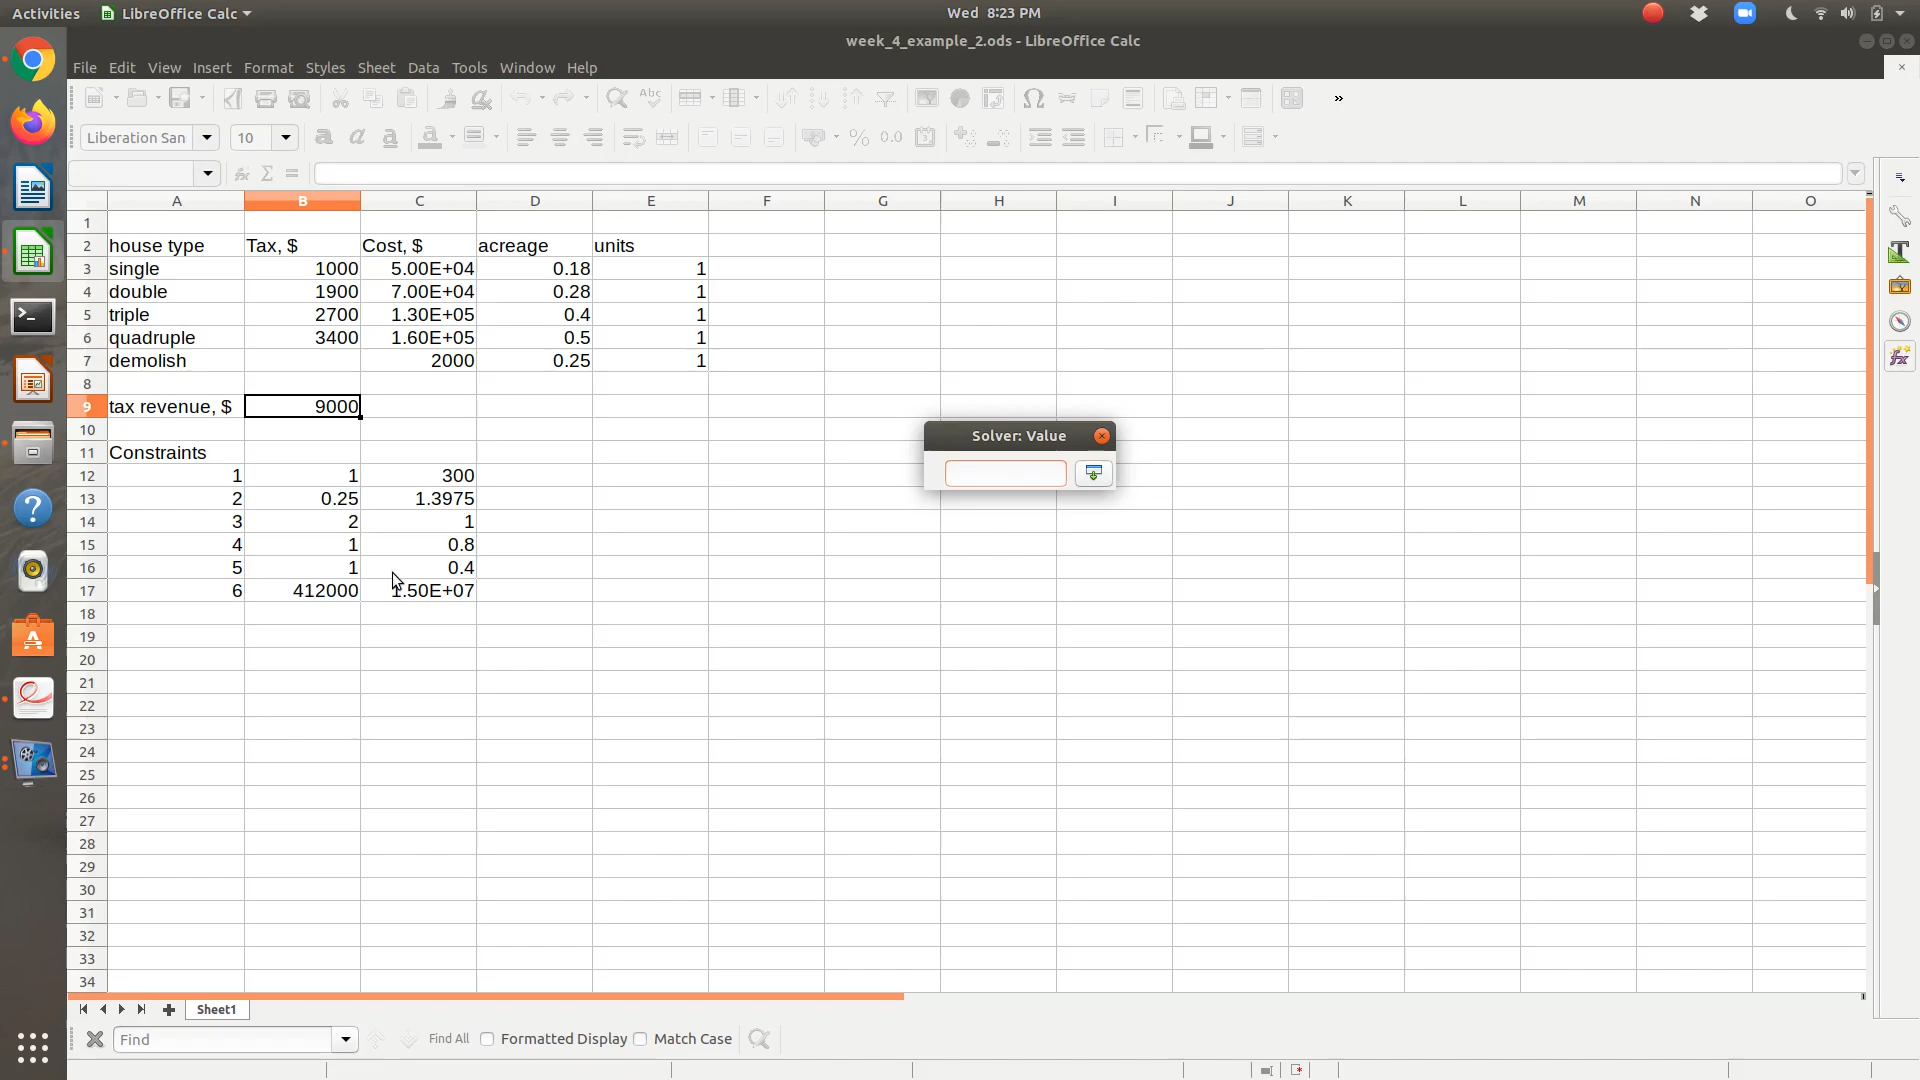 Activities LibreOffice Calc Wed 8:23 PM
week_4_example_2.ods - LibreOffice Calc
File Edit View Insert Format Styles Sheet Data Tools Window Help
Liberation San 10
A B C D E F G H I J K L M N O
1
2 house type Tax, $ Cost, $ acreage units
3 single 1000 5.00E+04 0.18 1
4 double 1900 7.00E+04 0.28 1
5 triple 2700 1.30E+05 0.4 1
6 quadruple 3400 1.60E+05 0.5 1
7 demolish 2000 0.25 1
8
9 tax revenue, $ 9000
10
Solver: Value
11 Constraints
12 1 1 300
13 2 0.25 1.3975
14 3 2 1
15 4 1 0.8
16 5 1 0.4
17 6 412000 1.50E+07
18
19
20
21
22
23
24
25
26
27
28
29
30
31
32
33
34
Sheet1
Find Find All Formatted Display Match Case